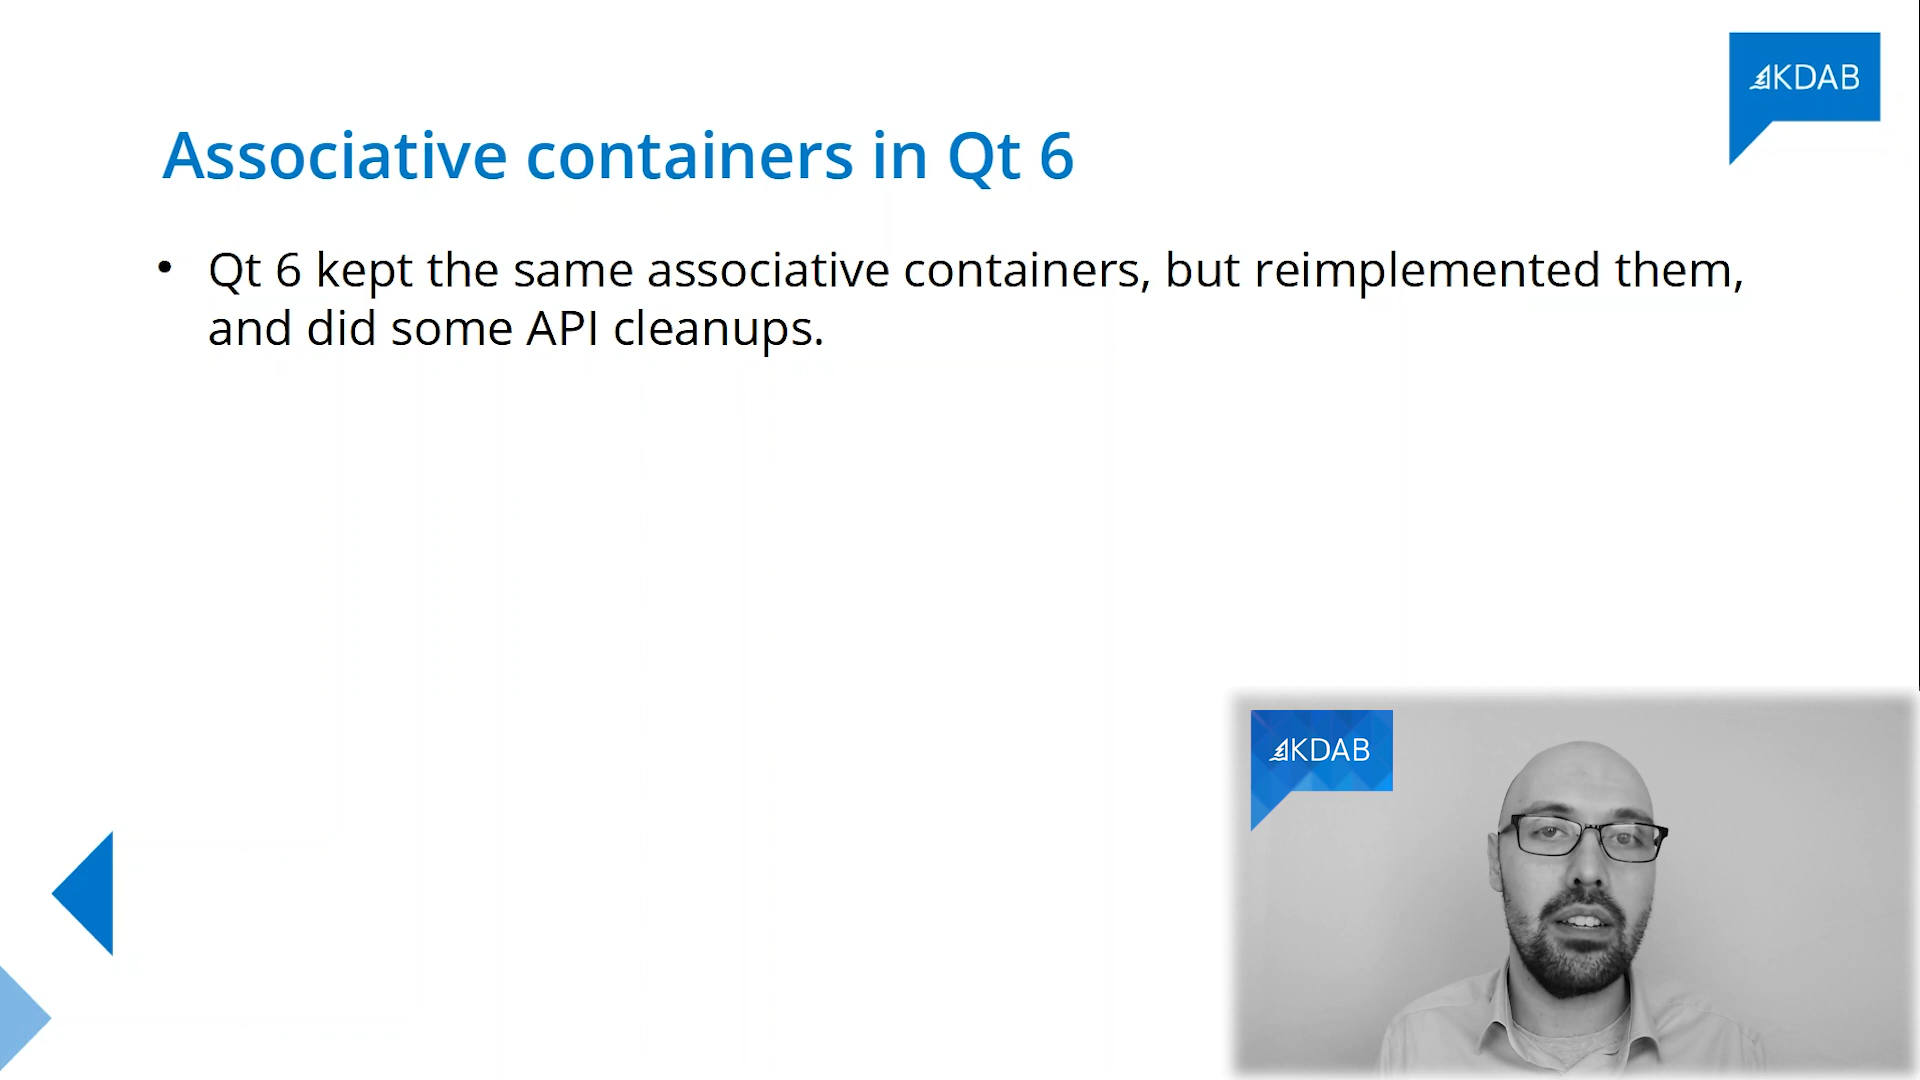 KDAB
Associative containers in Qt 6
• Qt 6 kept the same associative containers, but reimplemented them,
and did some API cleanups.
KDAB